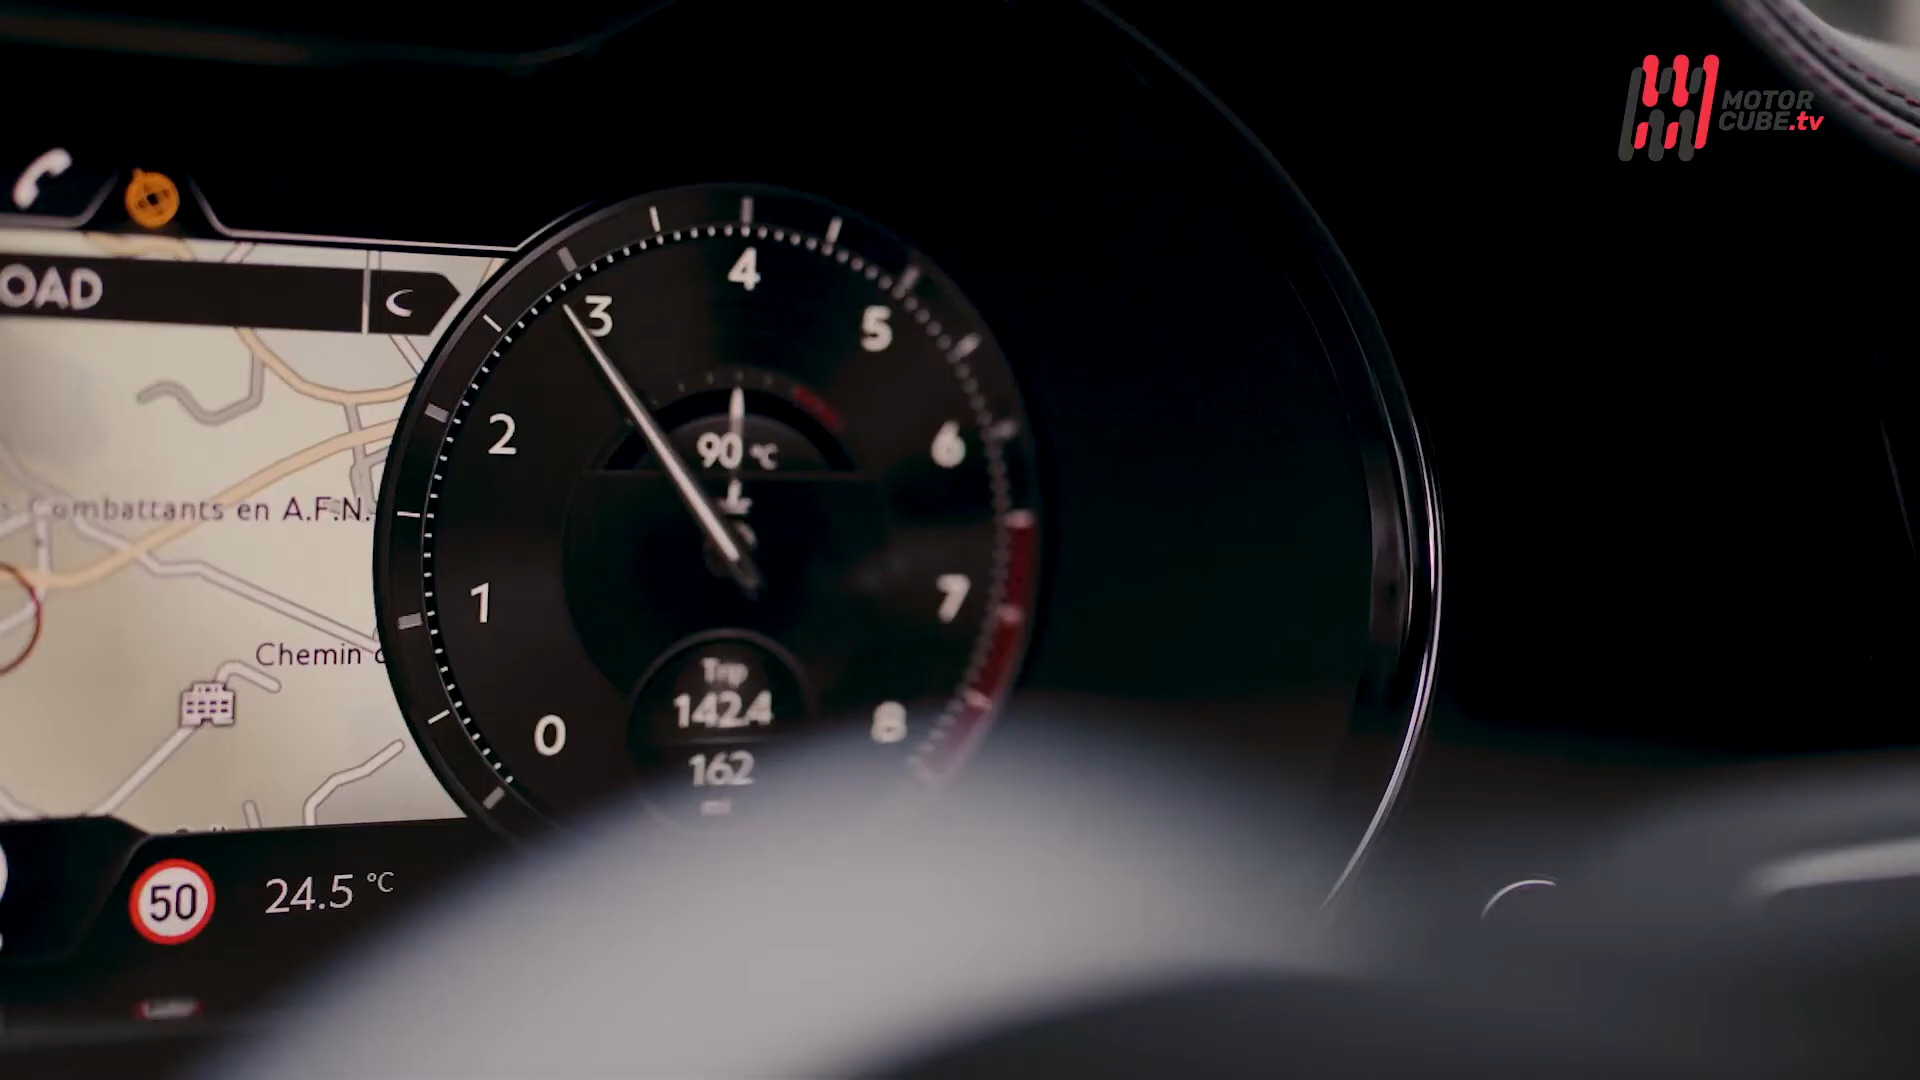 MOTOR
CUBE.tv
OAD
Combattants en A.F.N.
Chemin
50
24.5 °C
0
1
2
3
4
5
6
7
8
90 °C
Trip
142.4
162
mi